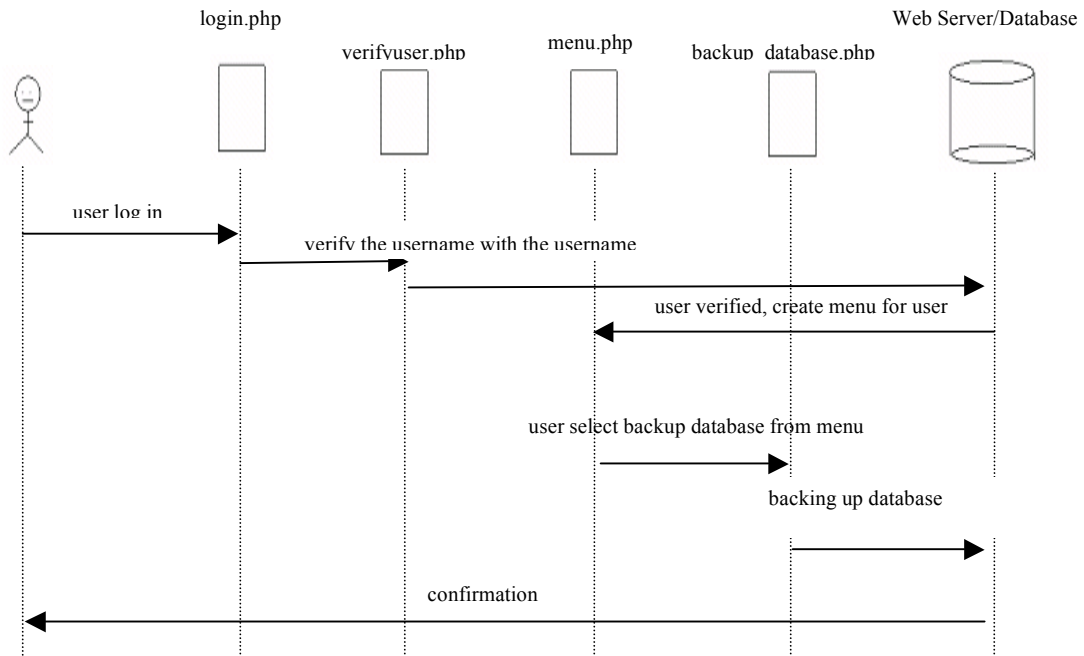 login.php
Web Server/Database
verifyuser.php
menu.php
backup_database.php
user log in
verify the username with the username
user verified, create menu for user
user select backup database from menu
backing up database
confirmation